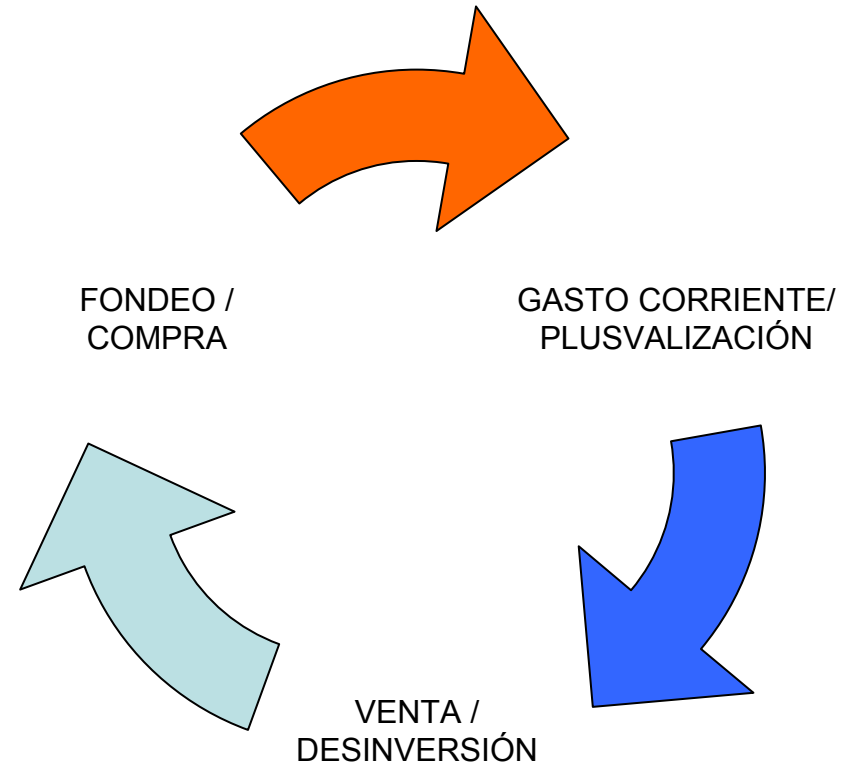 FONDEO /
COMPRA
GASTO CORRIENTE/
PLUSVALIZACIÓN
VENTA /
DESINVERSIÓN